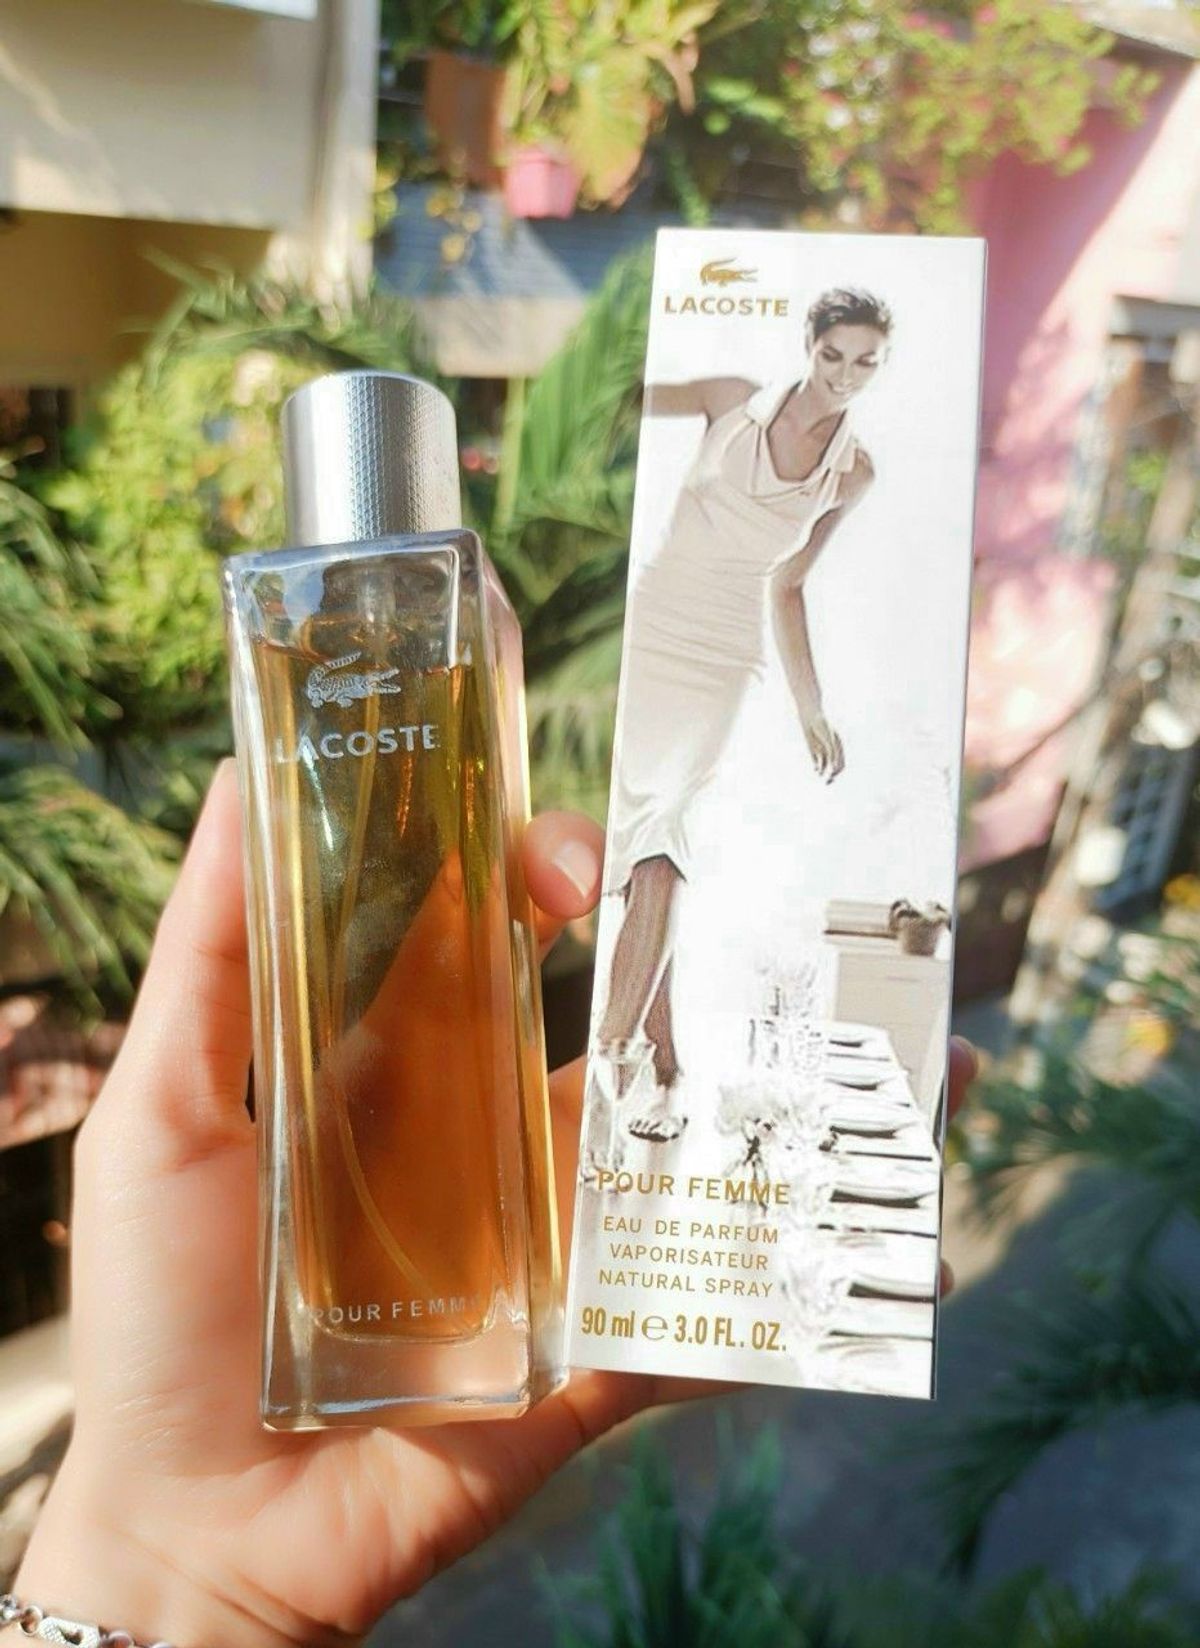 LACOSTE
POUR FEMME
LACOSTE
POUR FEMME
EAU DE PARFUM
VAPORISATEUR
NATURAL SPRAY
90 ml e 3.0 FL. OZ.